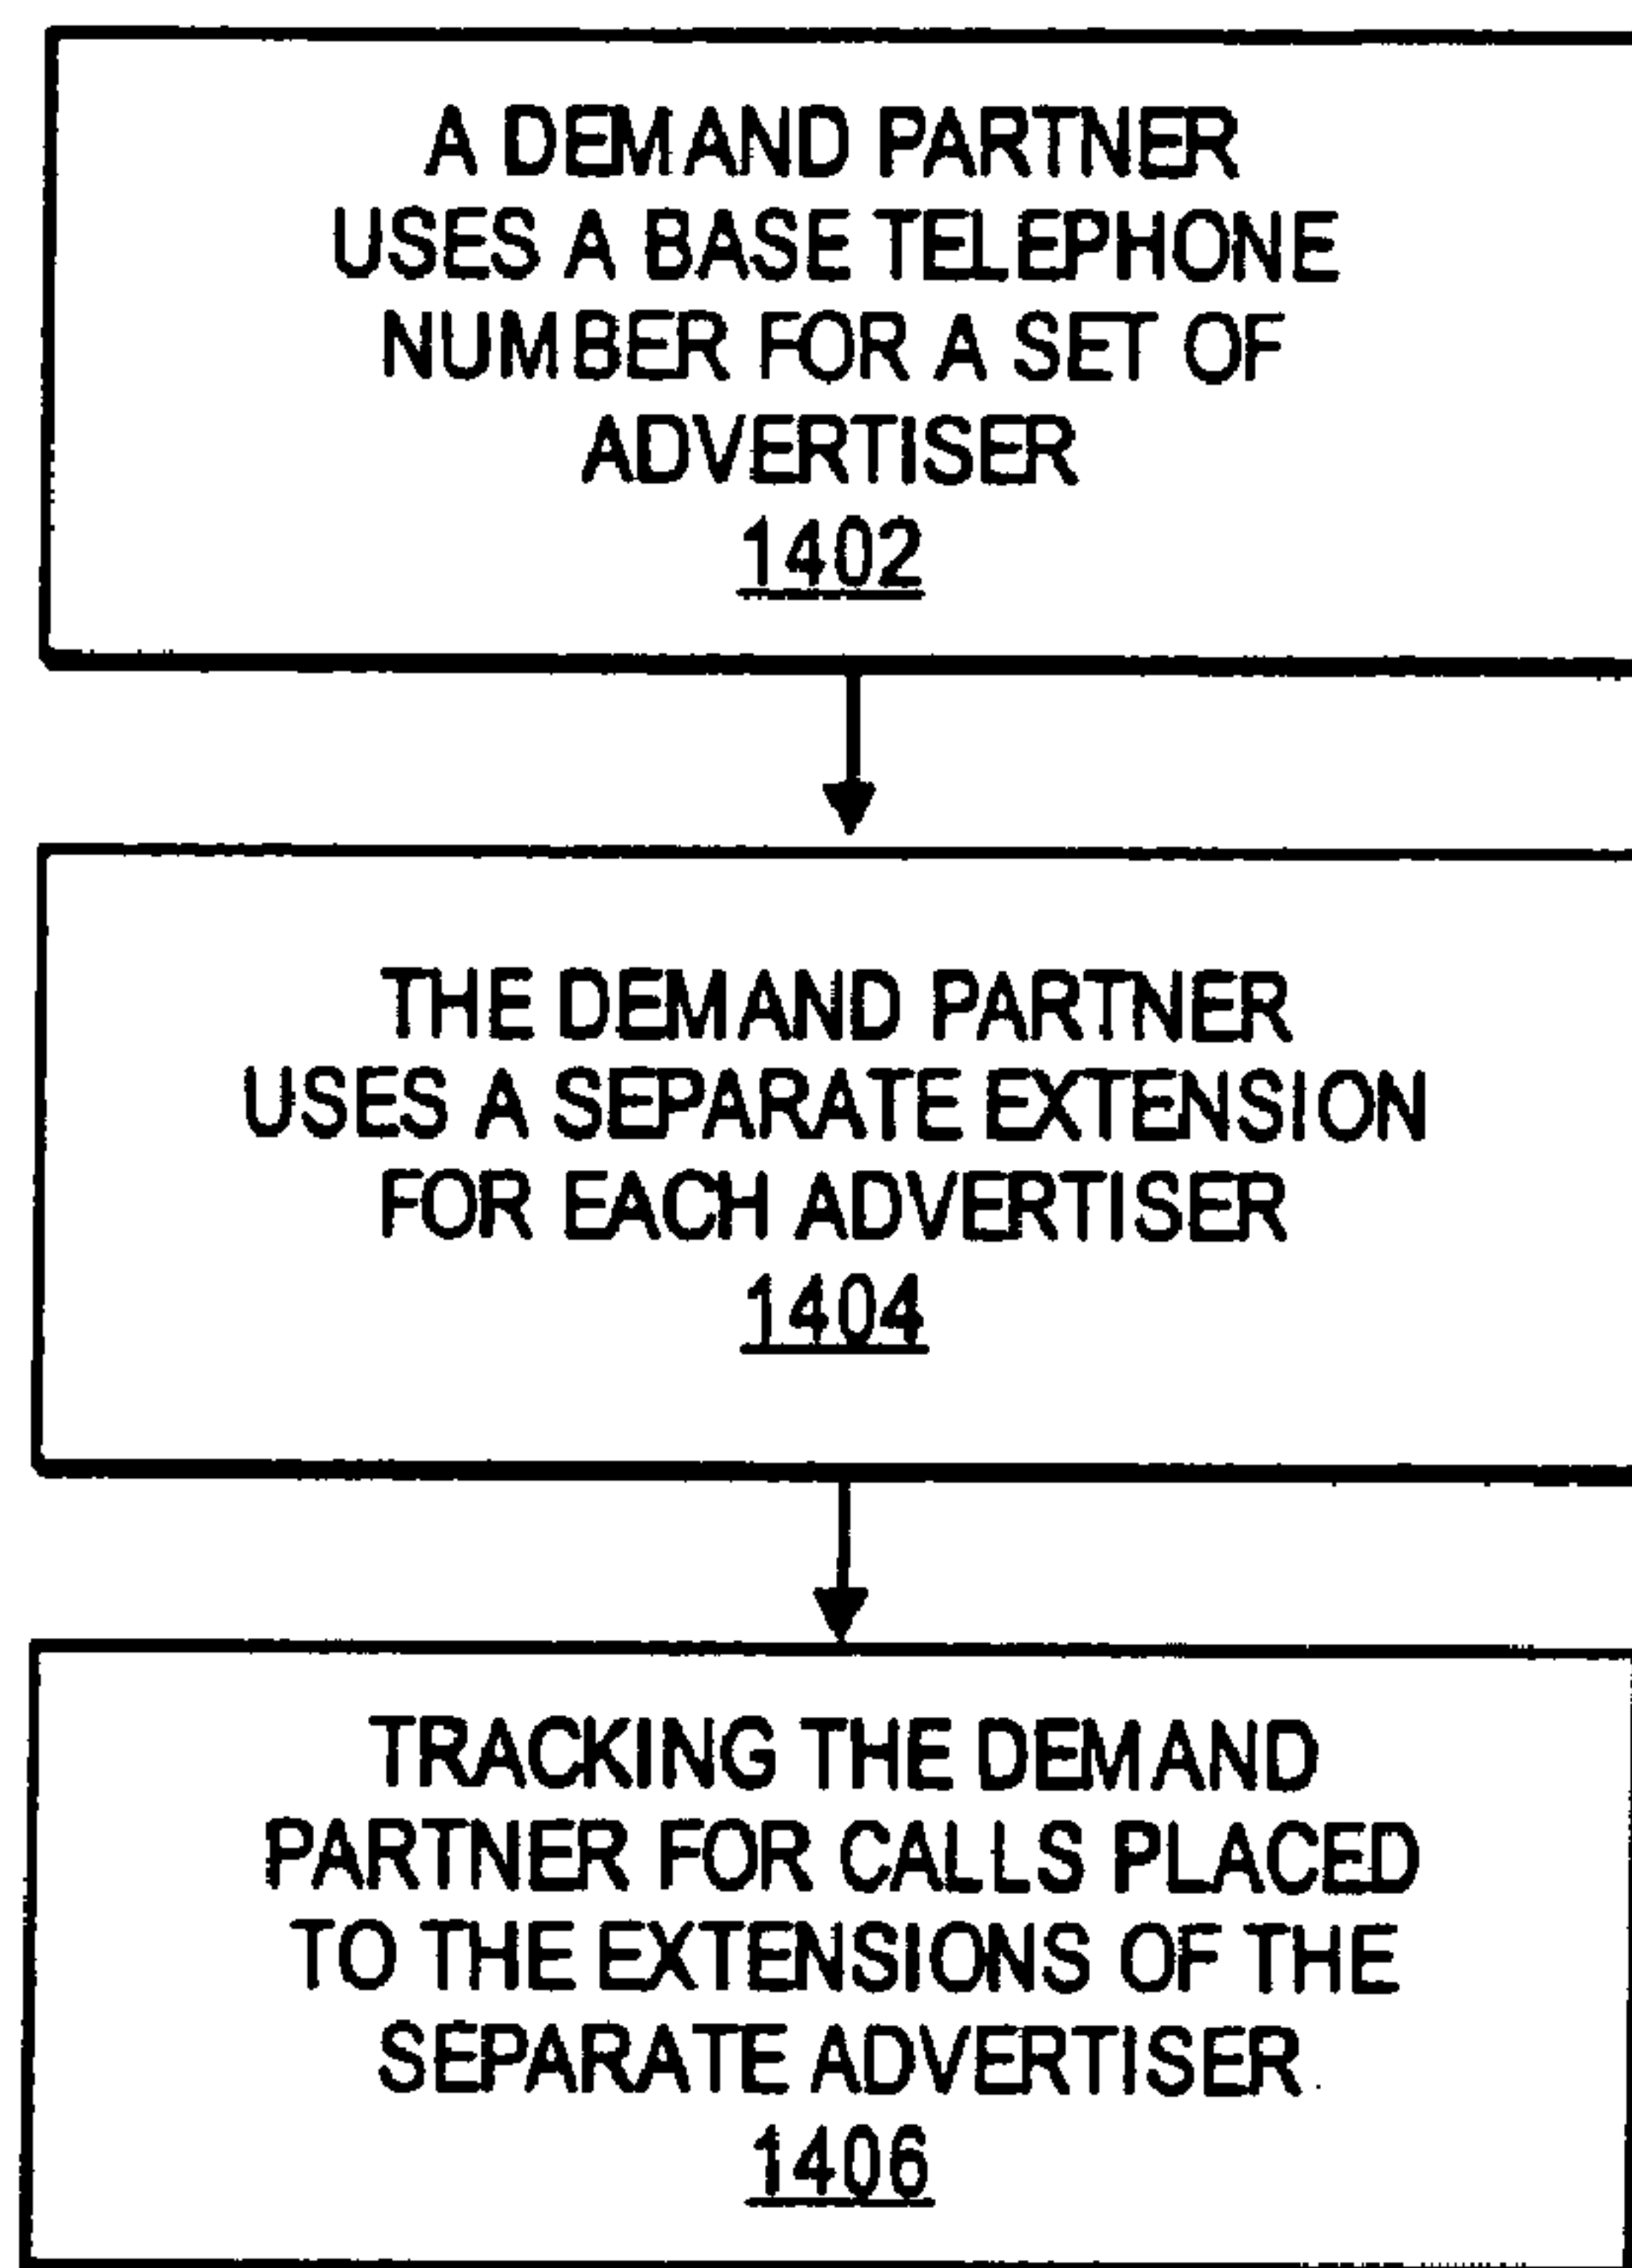 A DEMAND PARTNER
USES A BASE TELEPHONE
NUMBER FOR A SET OF
ADVERTISER
1402
THE DEMAND PARTNER
USES A SEPARATE EXTENSION
FOR EACH ADVERTISER
1404
TRACKING THE DEMAND
PARTNER FOR CALLS PLACED
TO THE EXTENSIONS OF THE
SEPARATE ADVERTISER
1406